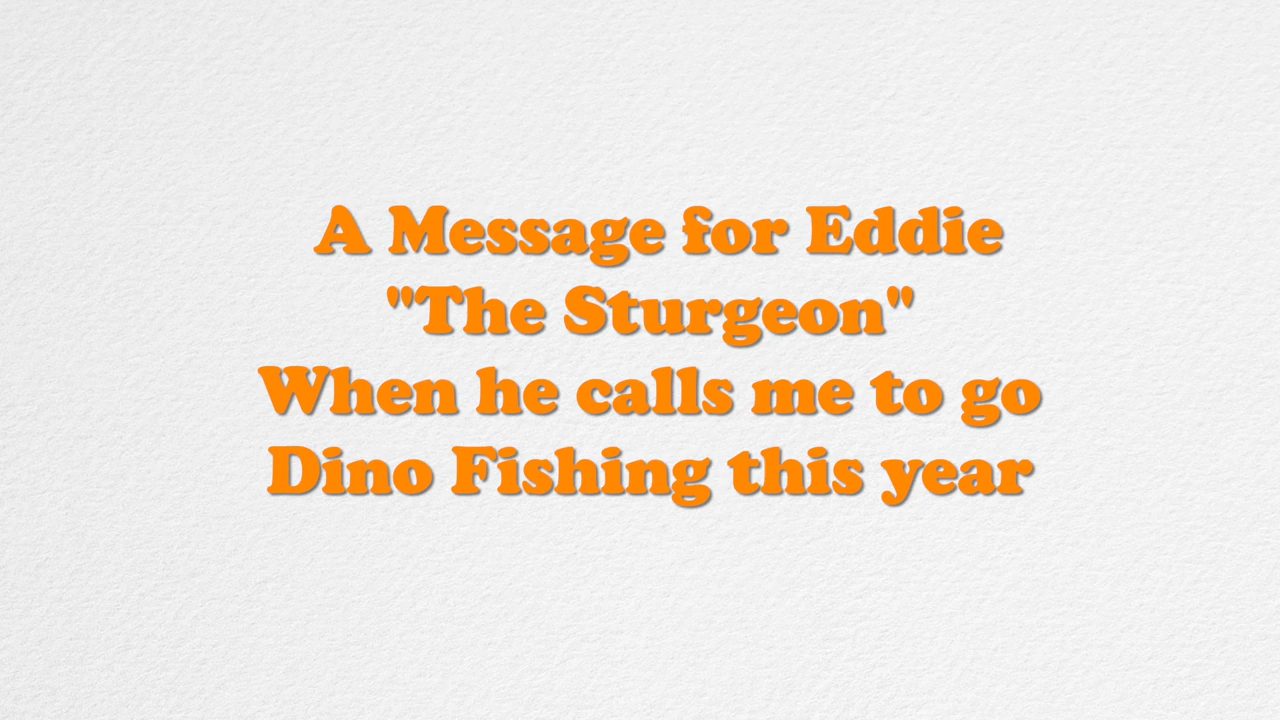 A Message for Eddie
"The Sturgeon"
When he calls me to go
Dino Fishing this year